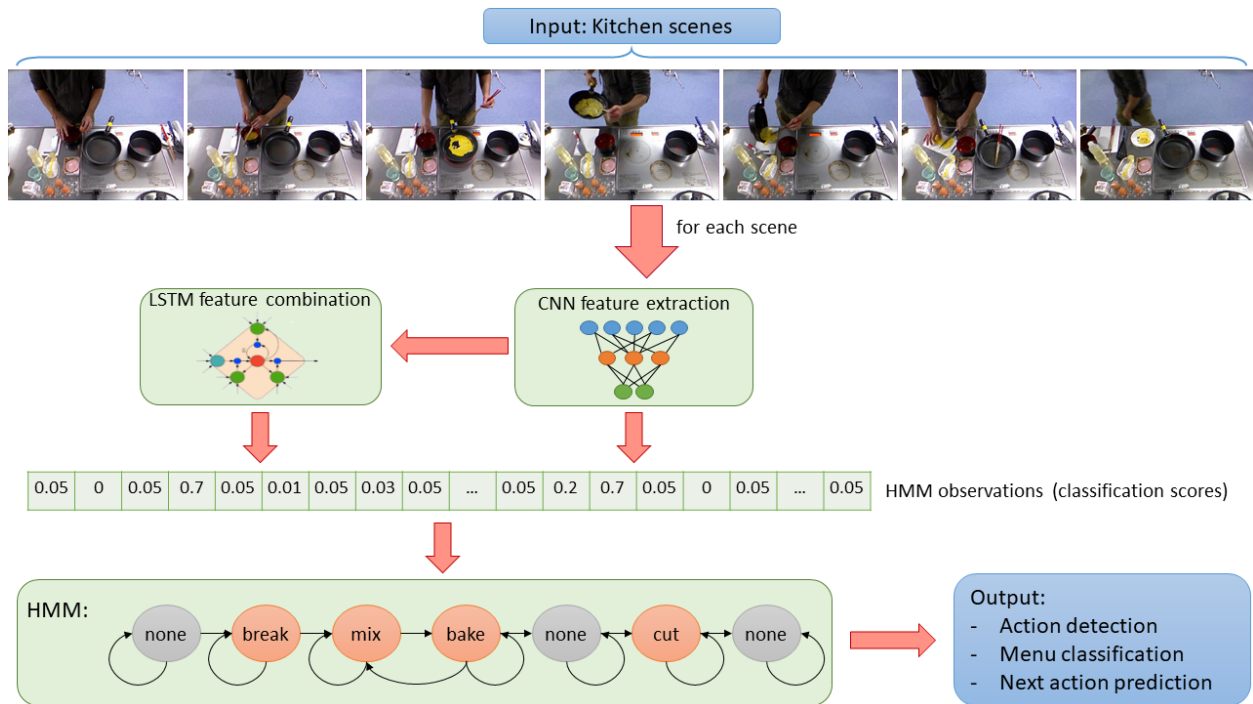 Input: Kitchen scenes
for each scene
LSTM feature combination
CNN feature extraction
0.05 0 0.05 0.7 0.05 0.01 0.05 0.03 0.05 ... 0.05 0.2 0.7 0.05 0 0.05 ... 0.05
HMM observations (classification scores)
HMM:
none break mix bake none cut none
Output:
- Action detection
- Menu classification
- Next action prediction